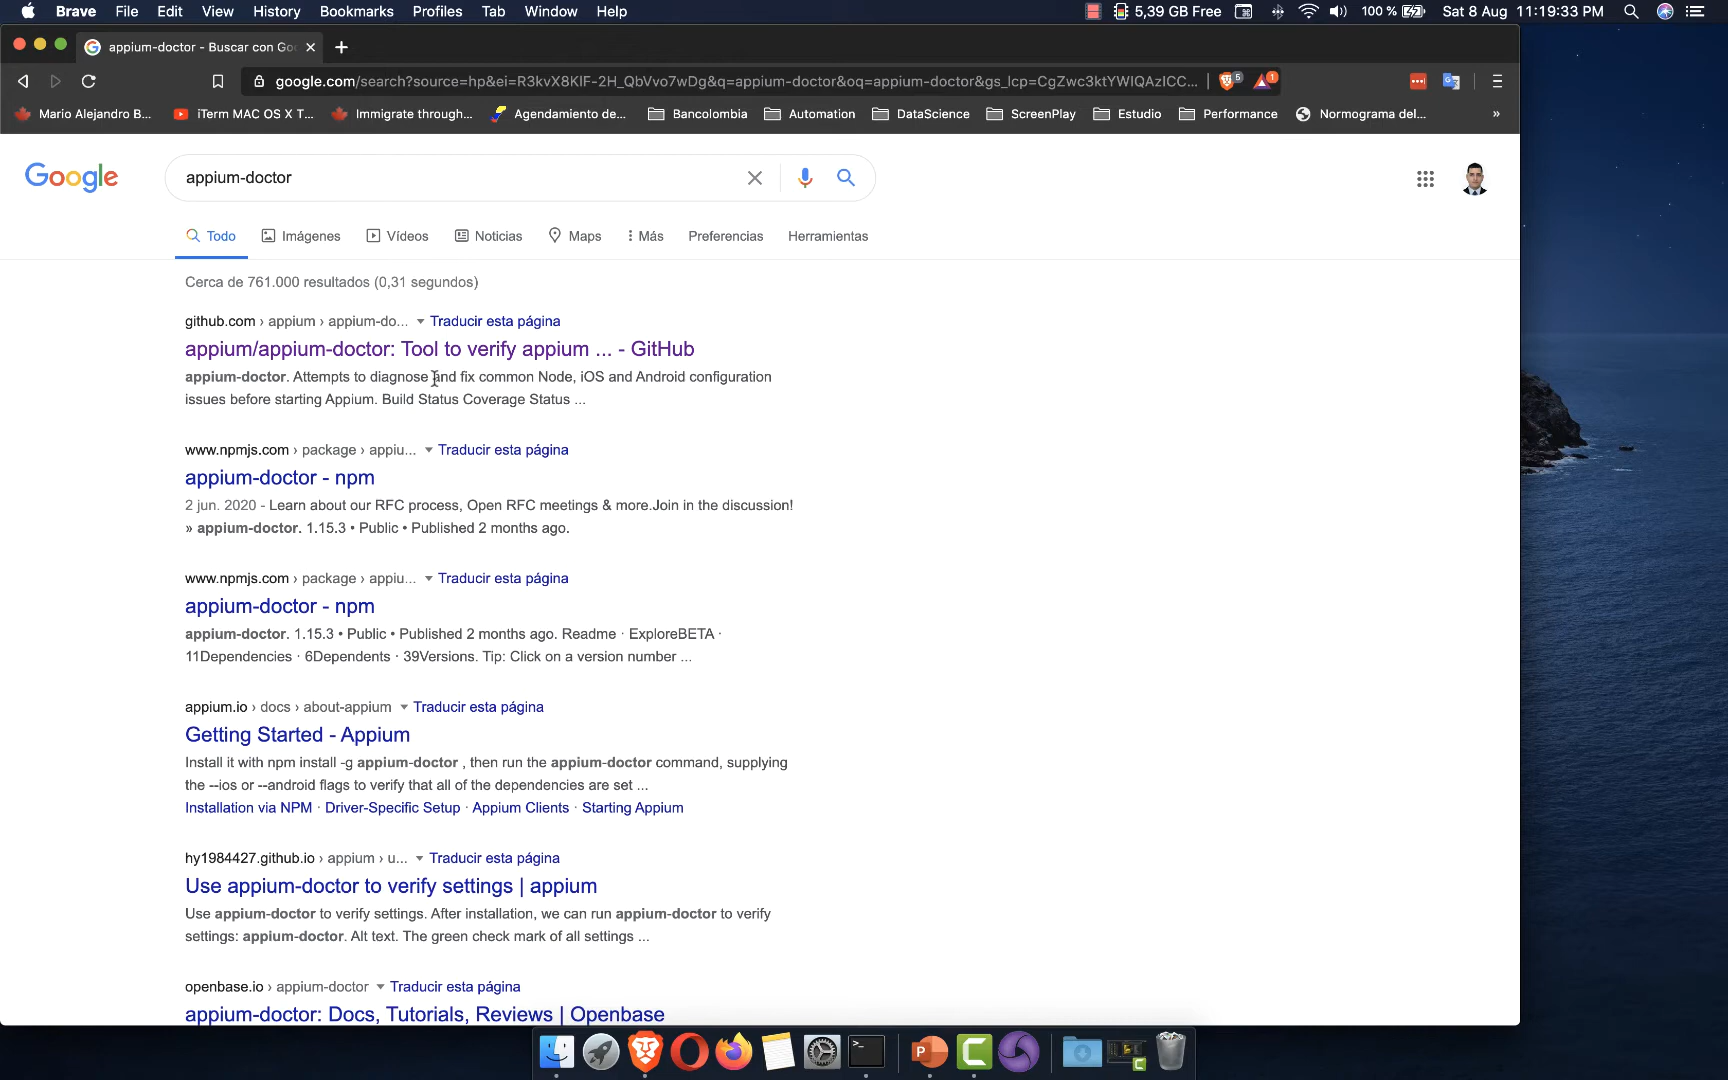 Brave File Edit View History Bookmarks Profiles Tab Window Help 5,39 GB Free 100 % Sat 8 Aug 11:19:33 PM
appium-doctor - Buscar con Goo
google.com/search?source=hp&ei=R3kvX8KIF-2H_QbVvo7wDg&q=appium-doctor&oq=appium-doctor&gs_lcp=CgZwc3ktYWIQAzICC... 5 1
Mario Alejandro B... iTerm MAC OS X T... Immigrate through... Agendamiento de... Bancolombia Automation DataScience ScreenPlay Estudio Performance Normograma del... »
Google appium-doctor
Todo Imágenes Vídeos Noticias Maps Más Preferencias Herramientas
Cerca de 761.000 resultados (0,31 segundos)
github.com › appium › appium-do... Traducir esta página
appium/appium-doctor: Tool to verify appium ... - GitHub
appium-doctor. Attempts to diagnose and fix common Node, iOS and Android configuration
issues before starting Appium. Build Status Coverage Status ...
www.npmjs.com › package › appiu... Traducir esta página
appium-doctor - npm
2 jun. 2020 - Learn about our RFC process, Open RFC meetings & more.Join in the discussion!
» appium-doctor. 1.15.3 • Public • Published 2 months ago.
www.npmjs.com › package › appiu... Traducir esta página
appium-doctor - npm
appium-doctor. 1.15.3 • Public • Published 2 months ago. Readme · ExploreBETA ·
11Dependencies · 6Dependents · 39Versions. Tip: Click on a version number ...
appium.io › docs › about-appium Traducir esta página
Getting Started - Appium
Install it with npm install -g appium-doctor , then run the appium-doctor command, supplying
the --ios or --android flags to verify that all of the dependencies are set ...
Installation via NPM · Driver-Specific Setup · Appium Clients · Starting Appium
hy1984427.github.io › appium › u... Traducir esta página
Use appium-doctor to verify settings | appium
Use appium-doctor to verify settings. After installation, we can run appium-doctor to verify
settings: appium-doctor. Alt text. The green check mark of all settings ...
openbase.io › appium-doctor Traducir esta página
appium-doctor: Docs, Tutorials, Reviews | Openbase